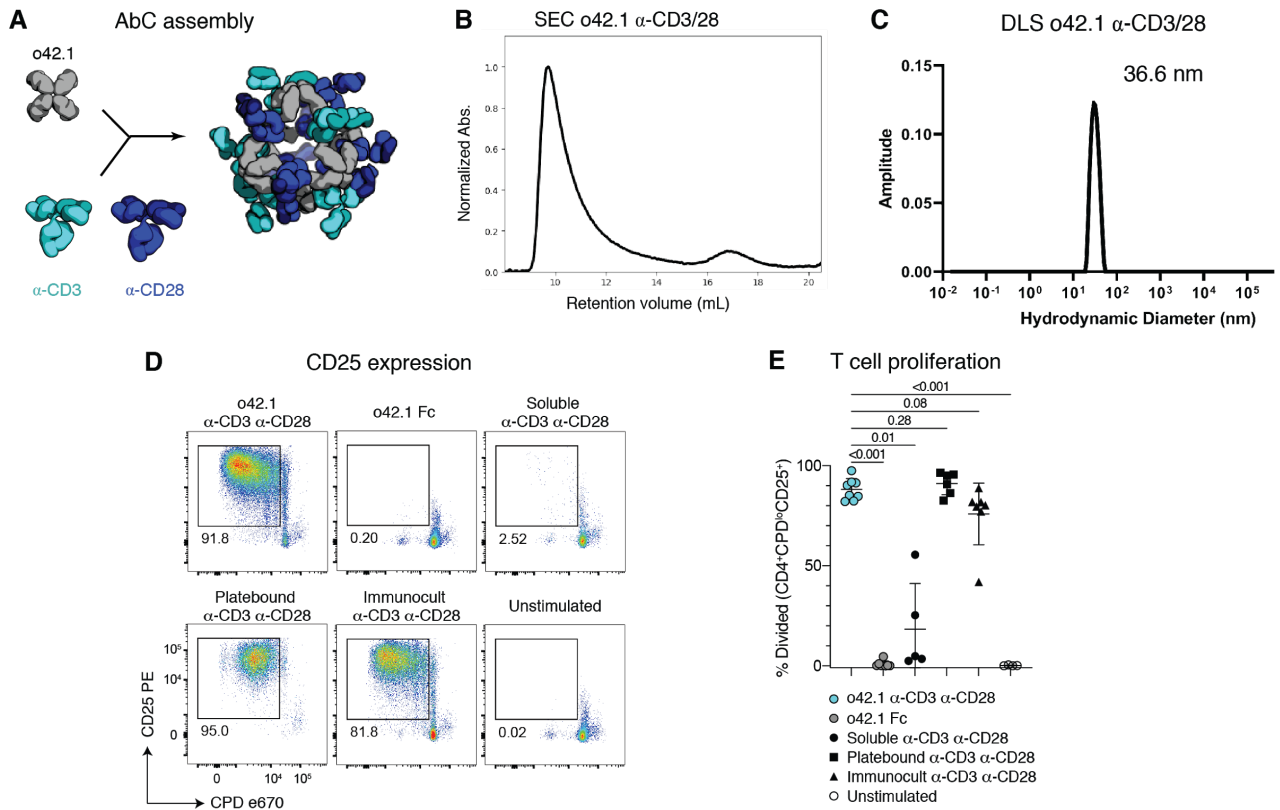 A
AbC assembly
o42.1
α-CD3
α-CD28
B
SEC o42.1 α-CD3/28
Normalized Abs.
1.0
0.8
0.6
0.4
0.2
0.0
10
12
14
16
18
20
Retention volume (mL)
C
DLS o42.1 α-CD3/28
36.6 nm
Amplitude
0.15
0.10
0.05
0.00
10⁻²
10⁻¹
10⁰
10¹
10²
10³
10⁴
10⁵
Hydrodynamic Diameter (nm)
D
CD25 expression
o42.1
α-CD3 α-CD28
91.8
o42.1 Fc
0.20
Soluble
α-CD3 α-CD28
2.52
Platebound
α-CD3 α-CD28
95.0
Immunocult
α-CD3 α-CD28
81.8
Unstimulated
0.02
10⁵
10⁴
0
0
10⁴
10⁵
CD25 PE
CPD e670
E
T cell proliferation
<0.001
0.08
0.28
0.01
<0.001
% Divided (CD4⁺CPDˡᵒCD25⁺)
100
50
0
o42.1 α-CD3 α-CD28
o42.1 Fc
Soluble α-CD3 α-CD28
Platebound α-CD3 α-CD28
Immunocult α-CD3 α-CD28
Unstimulated